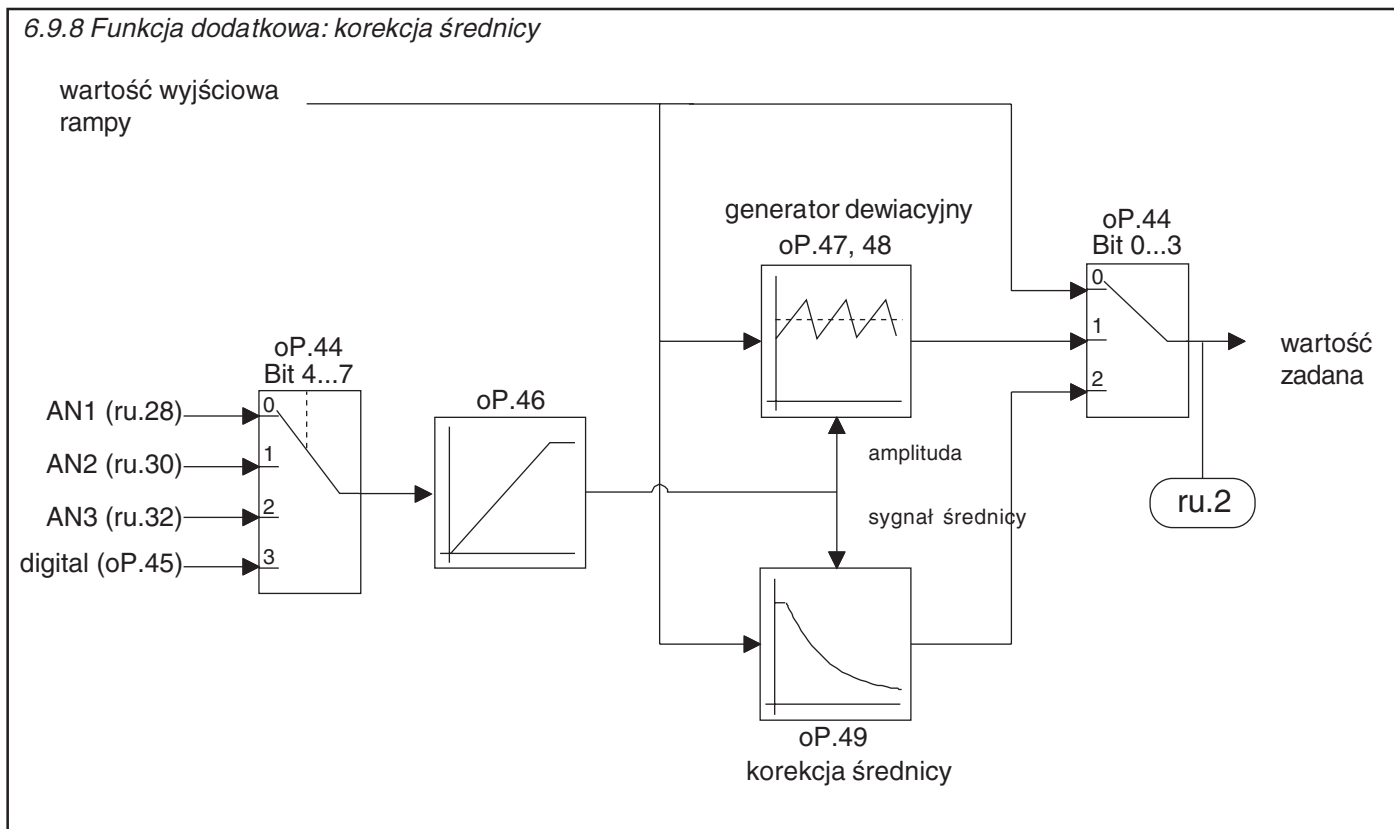 6.9.8 Funkcja dodatkowa: korekcja średnicy
wartość wyjściowa
rampy
generator dewiacyjny
oP.47, 48
oP.44
Bit 0...3
0
1
2
wartość
zadana
ru.2
oP.44
Bit 4...7
AN1 (ru.28)
AN2 (ru.30)
AN3 (ru.32)
digital (oP.45)
0
1
2
3
oP.46
amplituda
sygnał średnicy
oP.49
korekcja średnicy